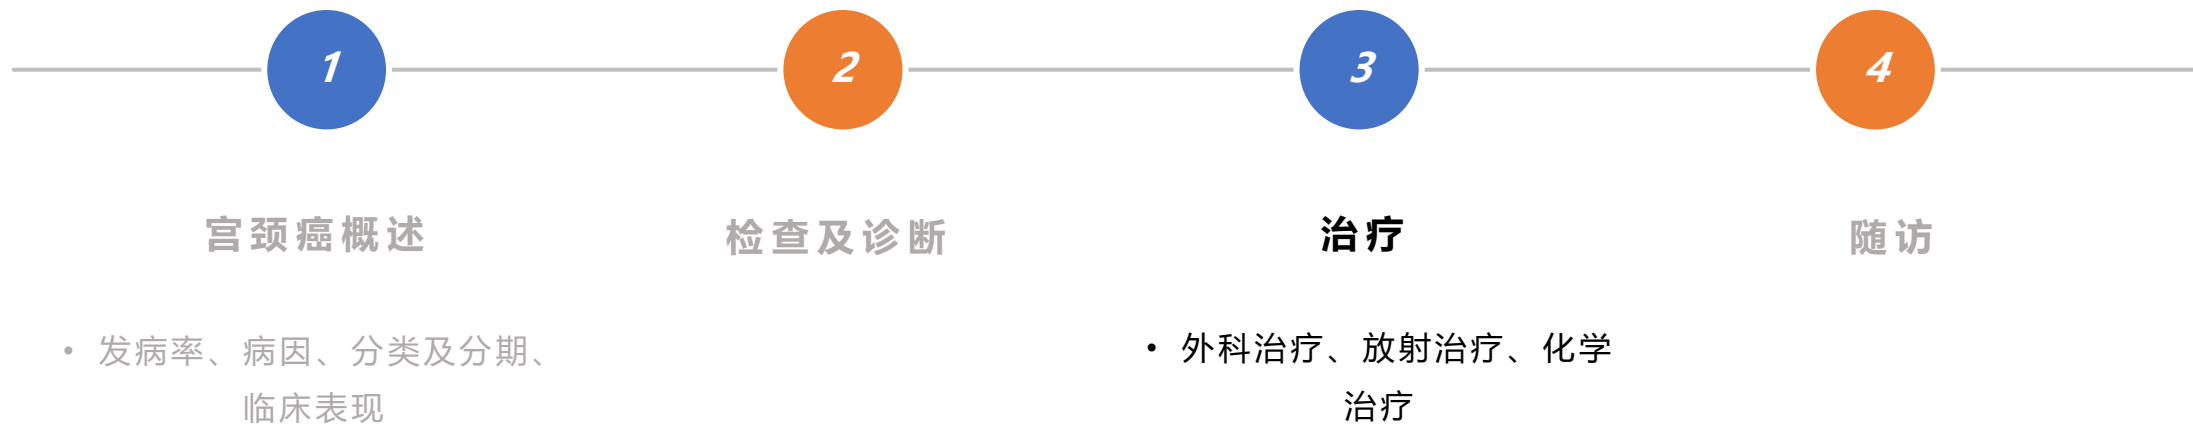 1
2
3
4
宫颈癌概述
检查及诊断
治疗
随访
• 发病率、病因、分类及分期、
临床表现
• 外科治疗、放射治疗、化学
治疗